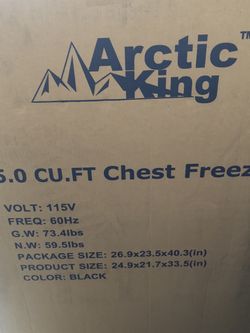 Arctic
King
™
5.0 CU.FT Chest Freez
VOLT: 115V
FREQ: 60Hz
G.W: 73.4lbs
N.W: 59.5lbs
PACKAGE SIZE: 26.9x23.5x40.3(in)
PRODUCT SIZE: 24.9x21.7x33.5(in)
COLOR: BLACK